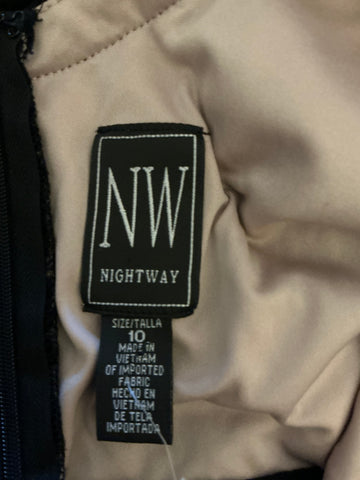 NW
NIGHTWAY
SIZE/TALLA
10
MADE IN
VIETNAM
OF IMPORTED
FABRIC
HECHO EN
VIETNAM
DE TELA
IMPORTADA